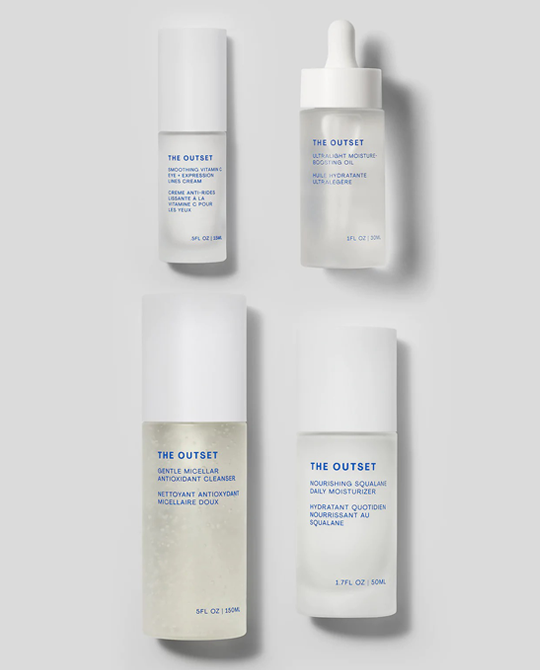 THE OUTSET
SMOOTHING VITAMIN C
EYE + EXPRESSION
LINES CREAM
CRÈME ANTI-RIDES
LISSANTE À LA
VITAMINE C POUR
LES YEUX
.5FL OZ | 15ML
THE OUTSET
ULTRALIGHT MOISTURE-
BOOSTING OIL
HUILE HYDRATANTE
ULTRALÉGÈRE
1FL OZ | 30ML
THE OUTSET
GENTLE MICELLAR
ANTIOXIDANT CLEANSER
NETTOYANT ANTIOXYDANT
MICELLAIRE DOUX
5FL OZ | 150ML
THE OUTSET
NOURISHING SQUALANE
DAILY MOISTURIZER
HYDRATANT QUOTIDIEN
NOURRISSANT AU
SQUALANE
1.7FL OZ | 50ML